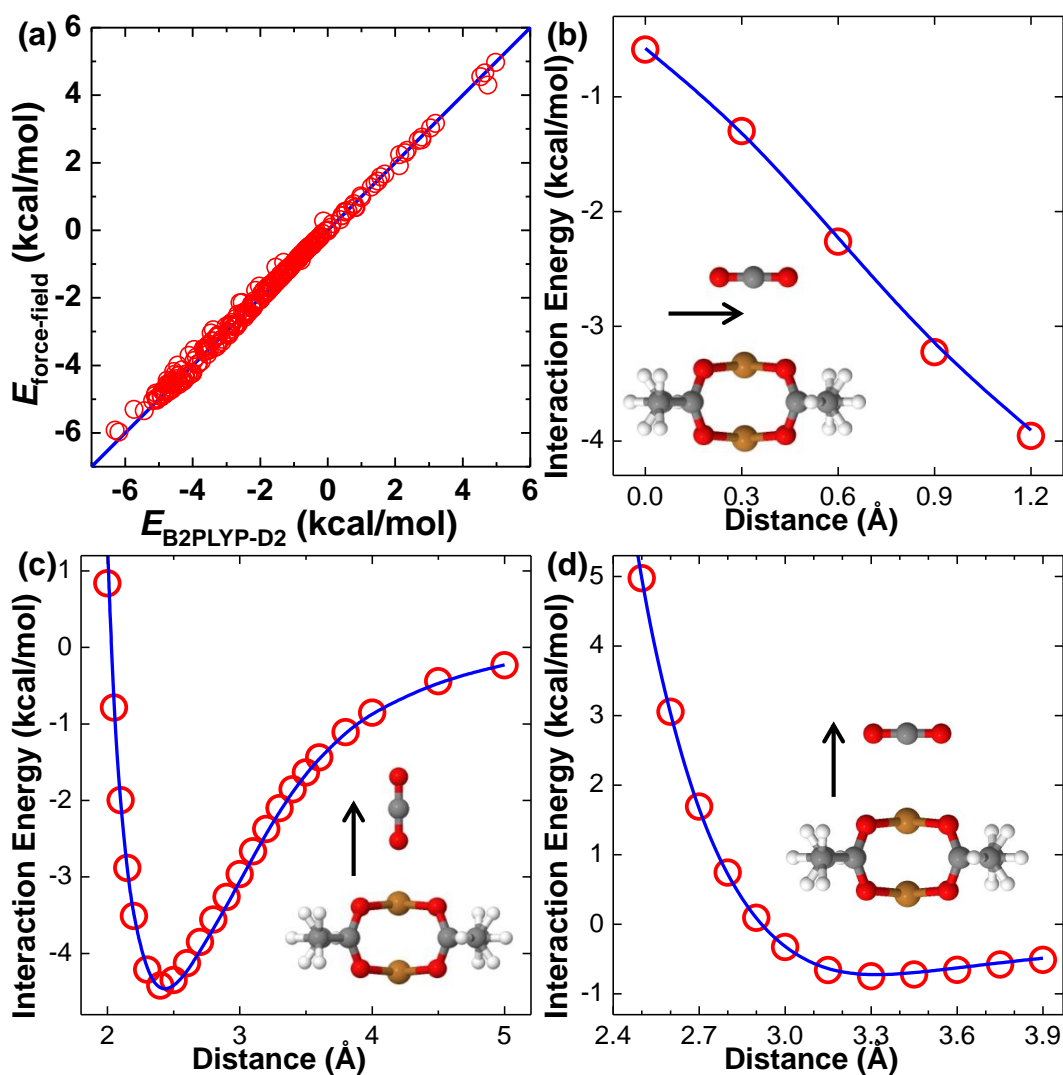 (a)
6
4
2
0
-2
-4
-6
-6 -4 -2 0 2 4 6
E force-field (kcal/mol)
E B2PLYP-D2 (kcal/mol)
(b)
-1
-2
-3
-4
0.0 0.3 0.6 0.9 1.2
Interaction Energy (kcal/mol)
Distance (Å)
(c)
1
0
-1
-2
-3
-4
2 3 4 5
Interaction Energy (kcal/mol)
Distance (Å)
(d)
5
4
3
2
1
0
-1
2.4 2.7 3.0 3.3 3.6 3.9
Interaction Energy (kcal/mol)
Distance (Å)